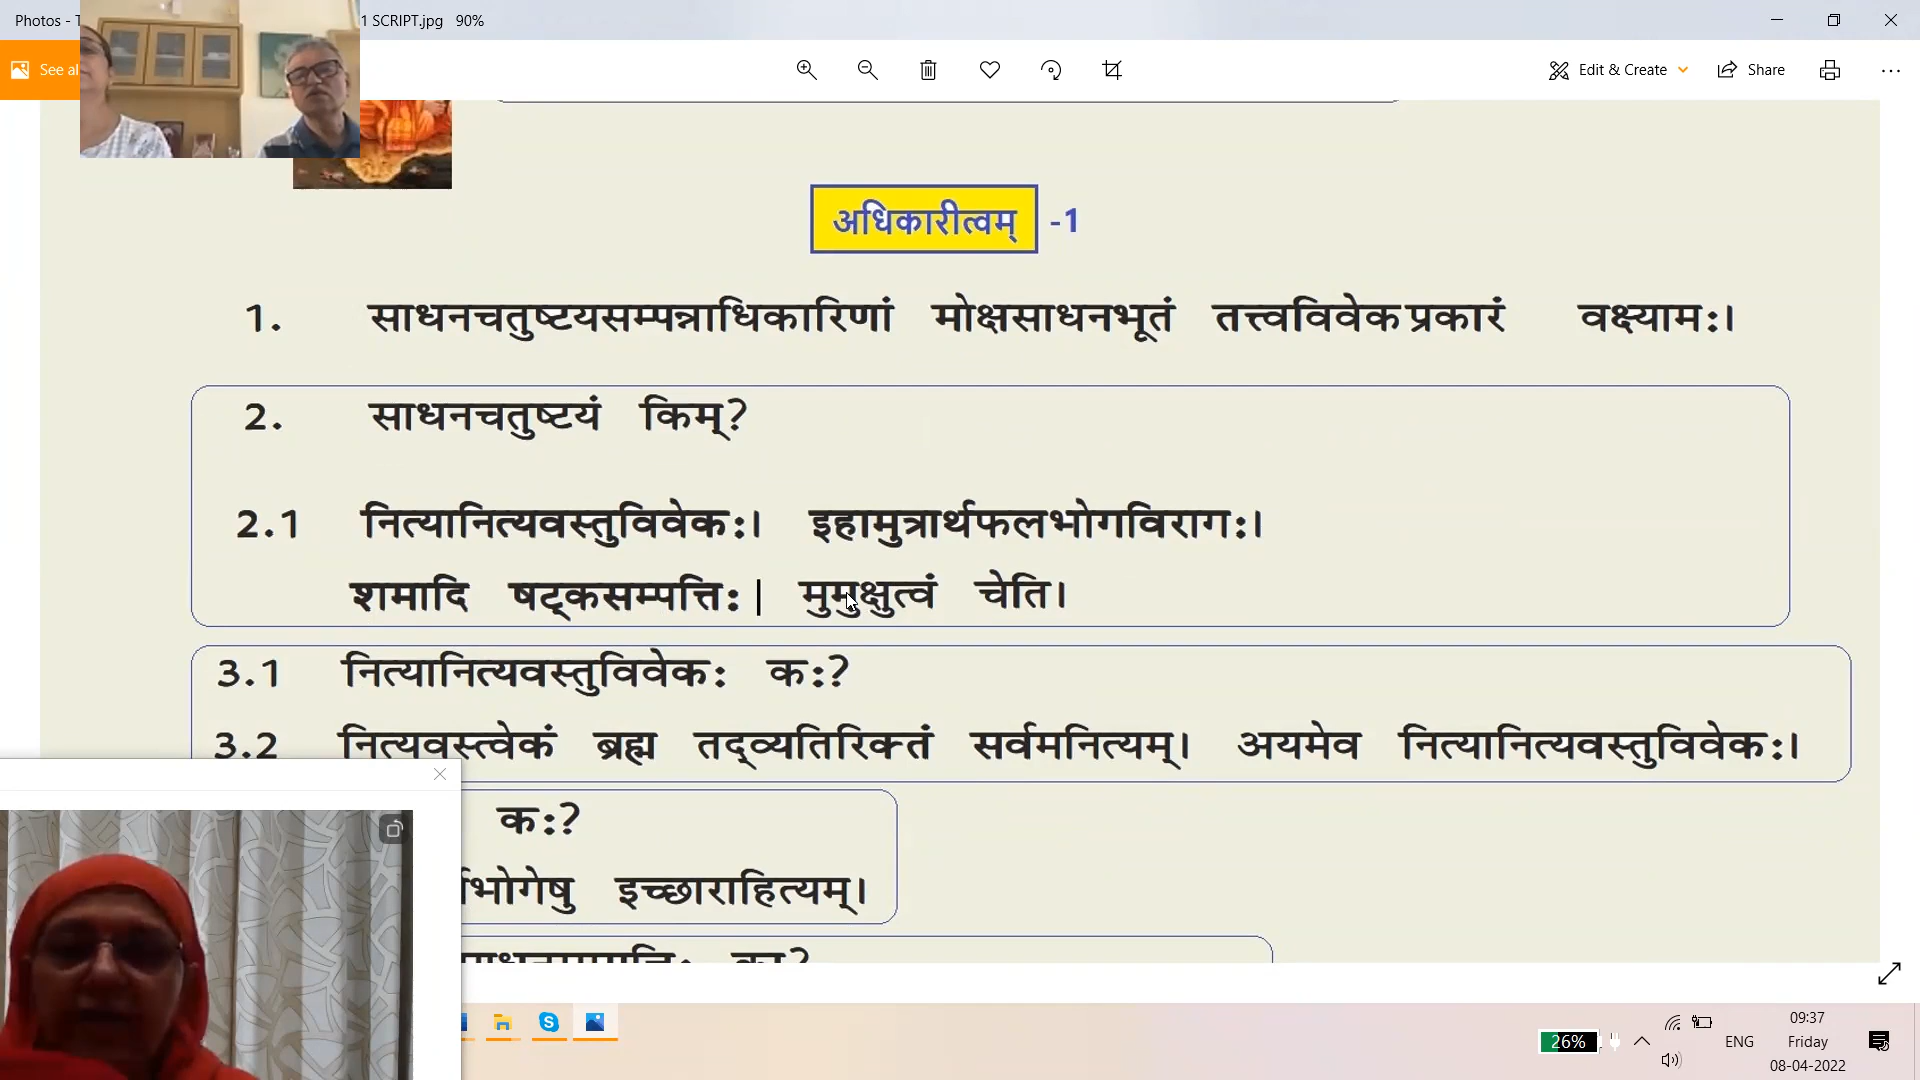 Photos - 1 SCRIPT.jpg 90%
See al
Edit & Create
Share
अधिकारीत्वम् -1
1. साधनचतुष्टयसम्पन्नाधिकारिणां मोक्षसाधनभूतं तत्त्वविवेकप्रकारं वक्ष्यामः।
2. साधनचतुष्टयं किम्?
2.1 नित्यानित्यवस्तुविवेकः। इहामुत्रार्थफलभोगविरागः।
शमादि षट्कसम्पत्तिः| मुमुक्षुत्वं चेति।
3.1 नित्यानित्यवस्तुविवेकः कः?
3.2 नित्यवस्त्वेकं ब्रह्म तद्व्यतिरिक्तं सर्वमनित्यम्। अयमेव नित्यानित्यवस्तुविवेकः।
कः?
भोगेषु इच्छाराहित्यम्।
का?
26%
ENG
09:37
Friday
08-04-2022